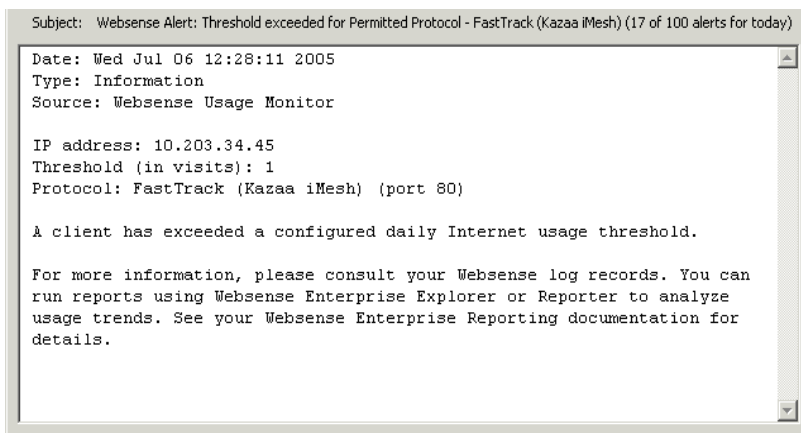 Subject: Websense Alert: Threshold exceeded for Permitted Protocol - FastTrack (Kazaa iMesh) (17 of 100 alerts for today)
Date: Wed Jul 06 12:28:11 2005
Type: Information
Source: Websense Usage Monitor
IP address: 10.203.34.45
Threshold (in visits): 1
Protocol: FastTrack (Kazaa iMesh) (port 80)
A client has exceeded a configured daily Internet usage threshold.
For more information, please consult your Websense log records. You can
run reports using Websense Enterprise Explorer or Reporter to analyze
usage trends. See your Websense Enterprise Reporting documentation for
details.